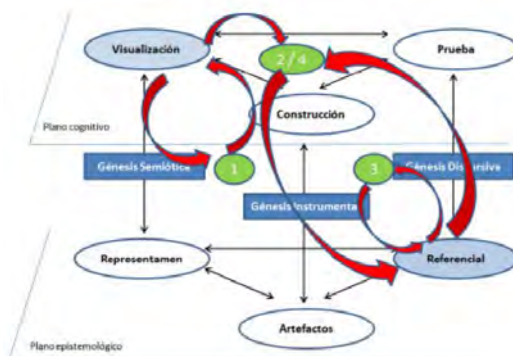 Visualización
2/4
Prueba
Construcción
Plano cognitivo
Génesis Semiótica
1
3
Génesis Discursiva
Génesis Instrumental
Representamen
Referencial
Artefactos
Plano epistemológico